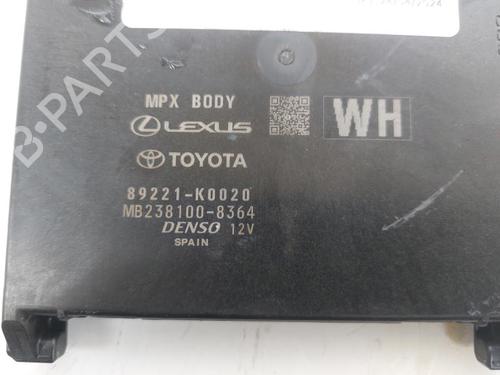 MPX BODY
LEXUS
TOYOTA
WH
89221-K0020
MB238100-8364
DENSO 12V
SPAIN
B-PARTS